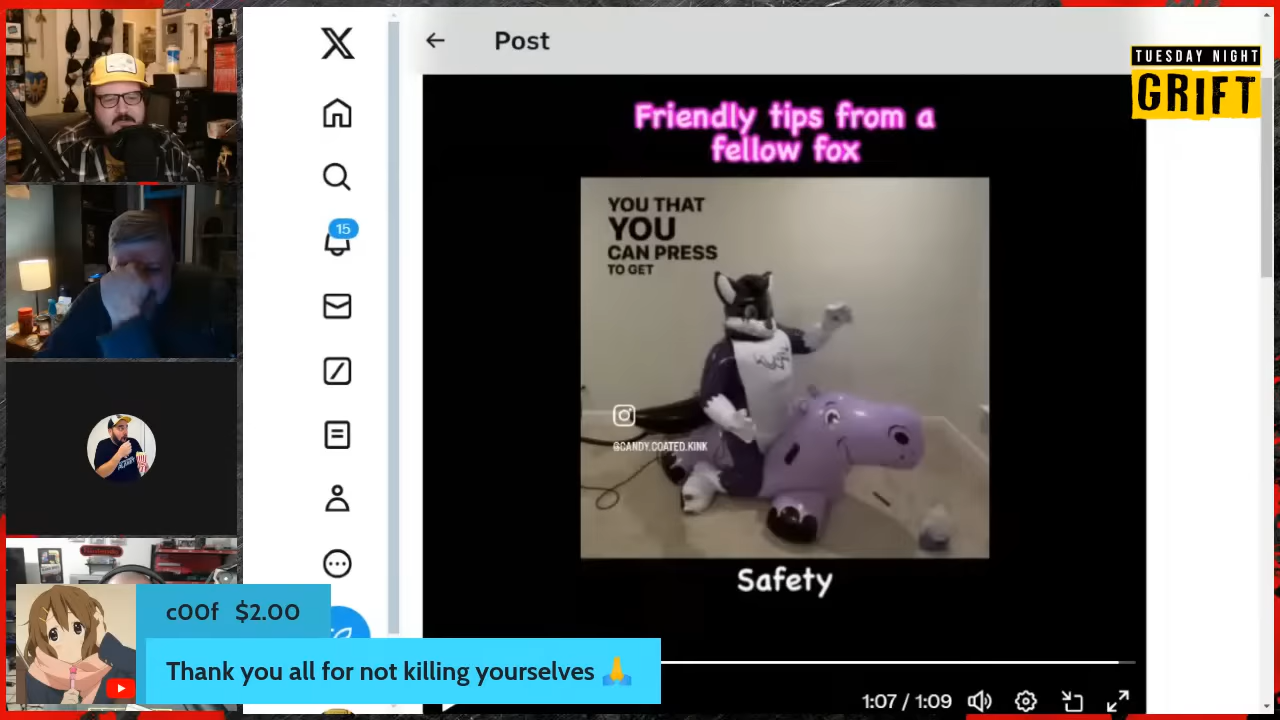 Post
TUESDAY NIGHT
GRIFT
Friendly tips from a
fellow fox
YOU THAT
YOU
CAN PRESS
TO GET
15
@CANDY.COATED.KINK
Safety
c00f $2.00
Thank you all for not killing yourselves 🙏
1:07 / 1:09